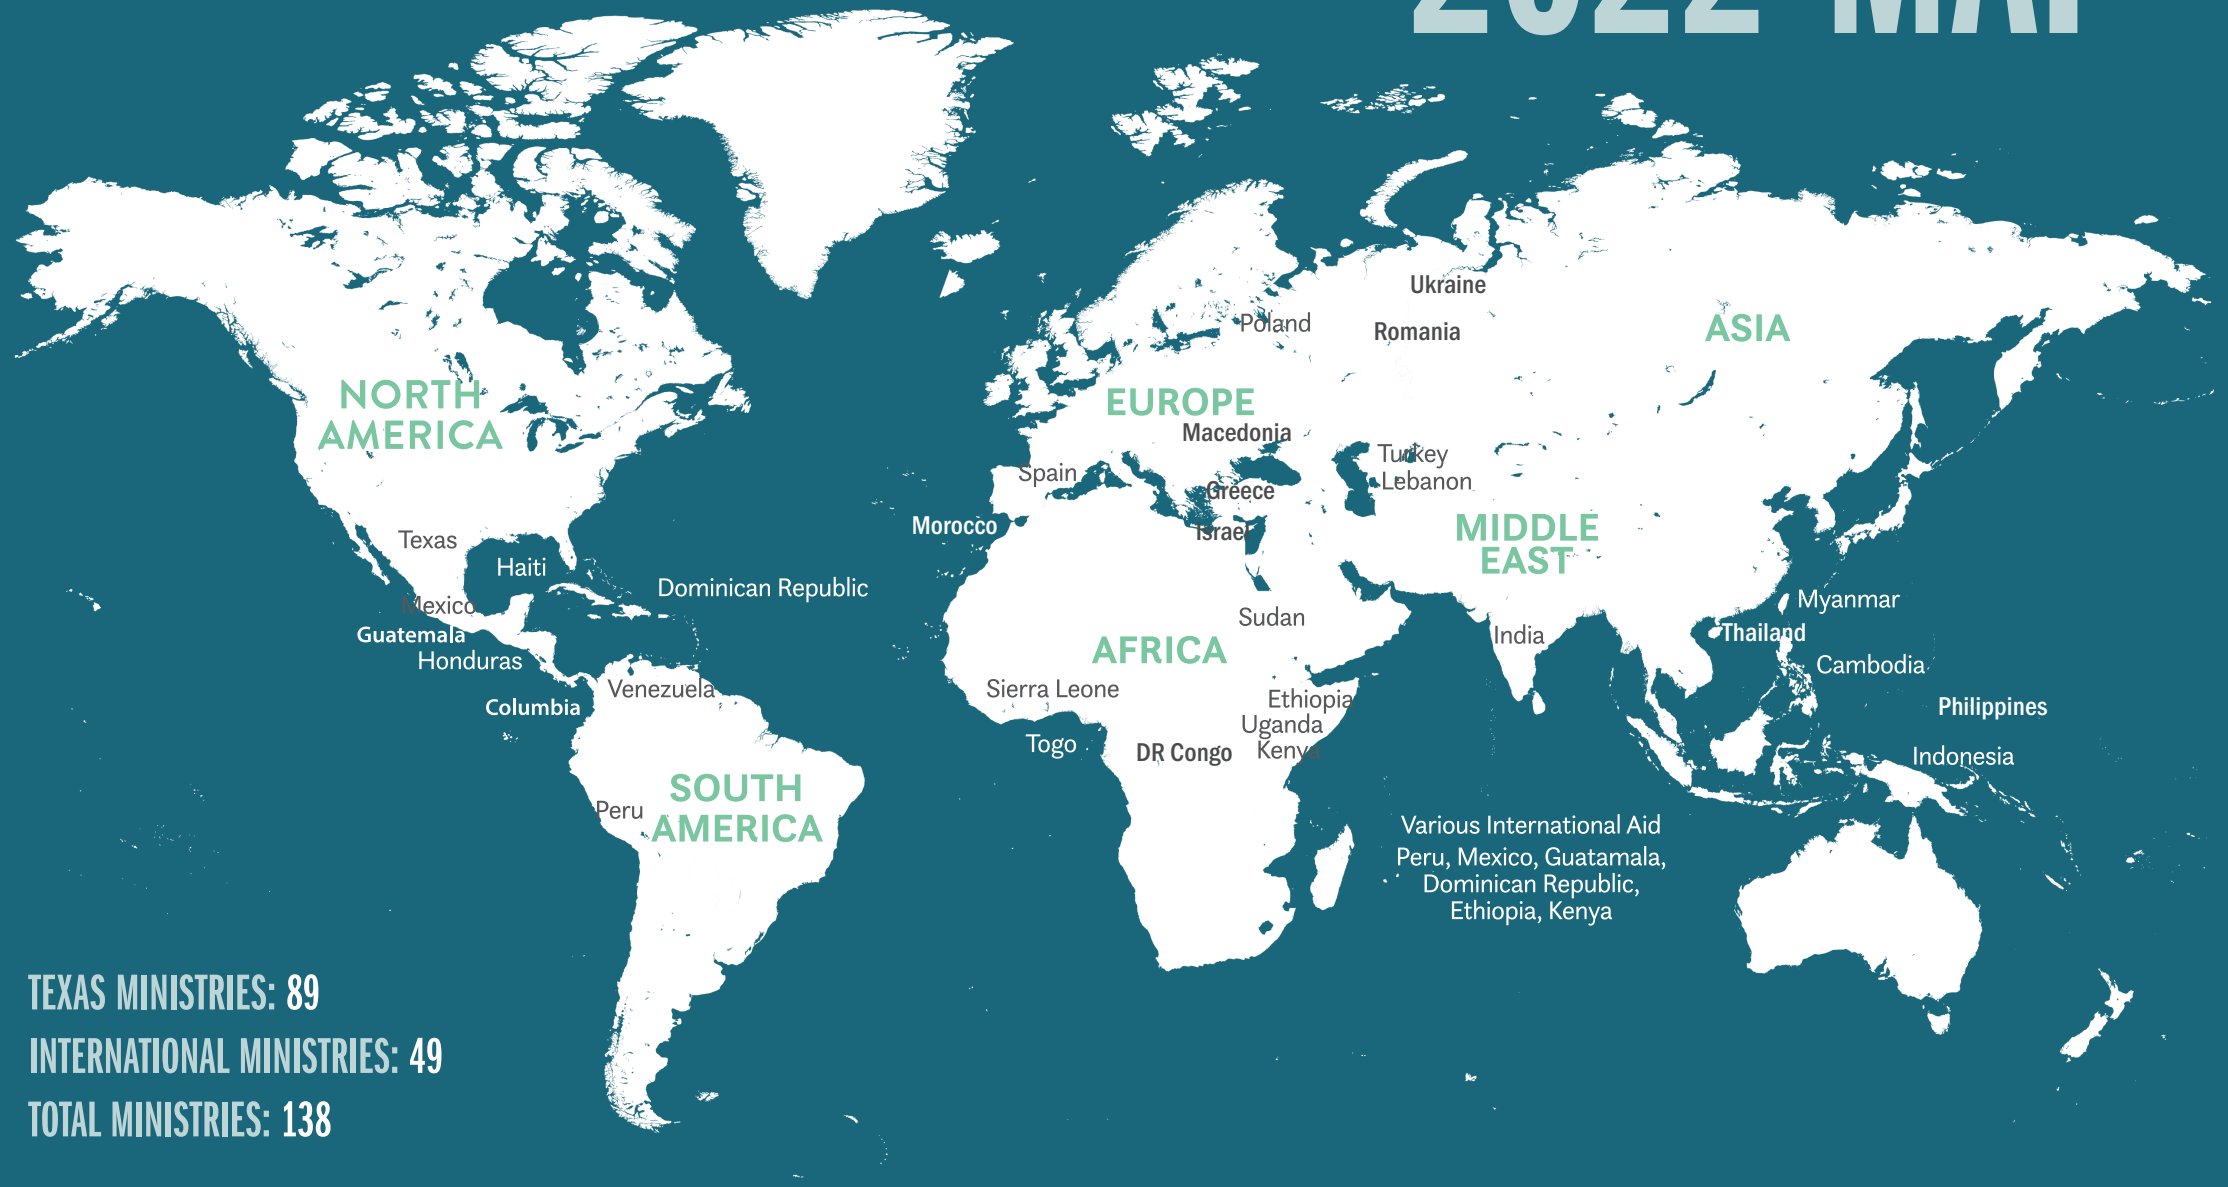 2022 MAP
Ukraine
Poland
Romania
ASIA
NORTH
AMERICA
EUROPE
Macedonia
Turkey
Lebanon
Spain
Greece
Morocco
Israel
MIDDLE
EAST
Texas
Haiti
Dominican Republic
Mexico
Guatemala
Honduras
Columbia
Venezuela
Sudan
AFRICA
Sierra Leone
Ethiopia
Uganda
Kenya
Togo
DR Congo
India
Myanmar
Thailand
Cambodia
Philippines
Indonesia
SOUTH
AMERICA
Peru
Various International Aid
Peru, Mexico, Guatamala,
Dominican Republic,
Ethiopia, Kenya
TEXAS MINISTRIES: 89
INTERNATIONAL MINISTRIES: 49
TOTAL MINISTRIES: 138